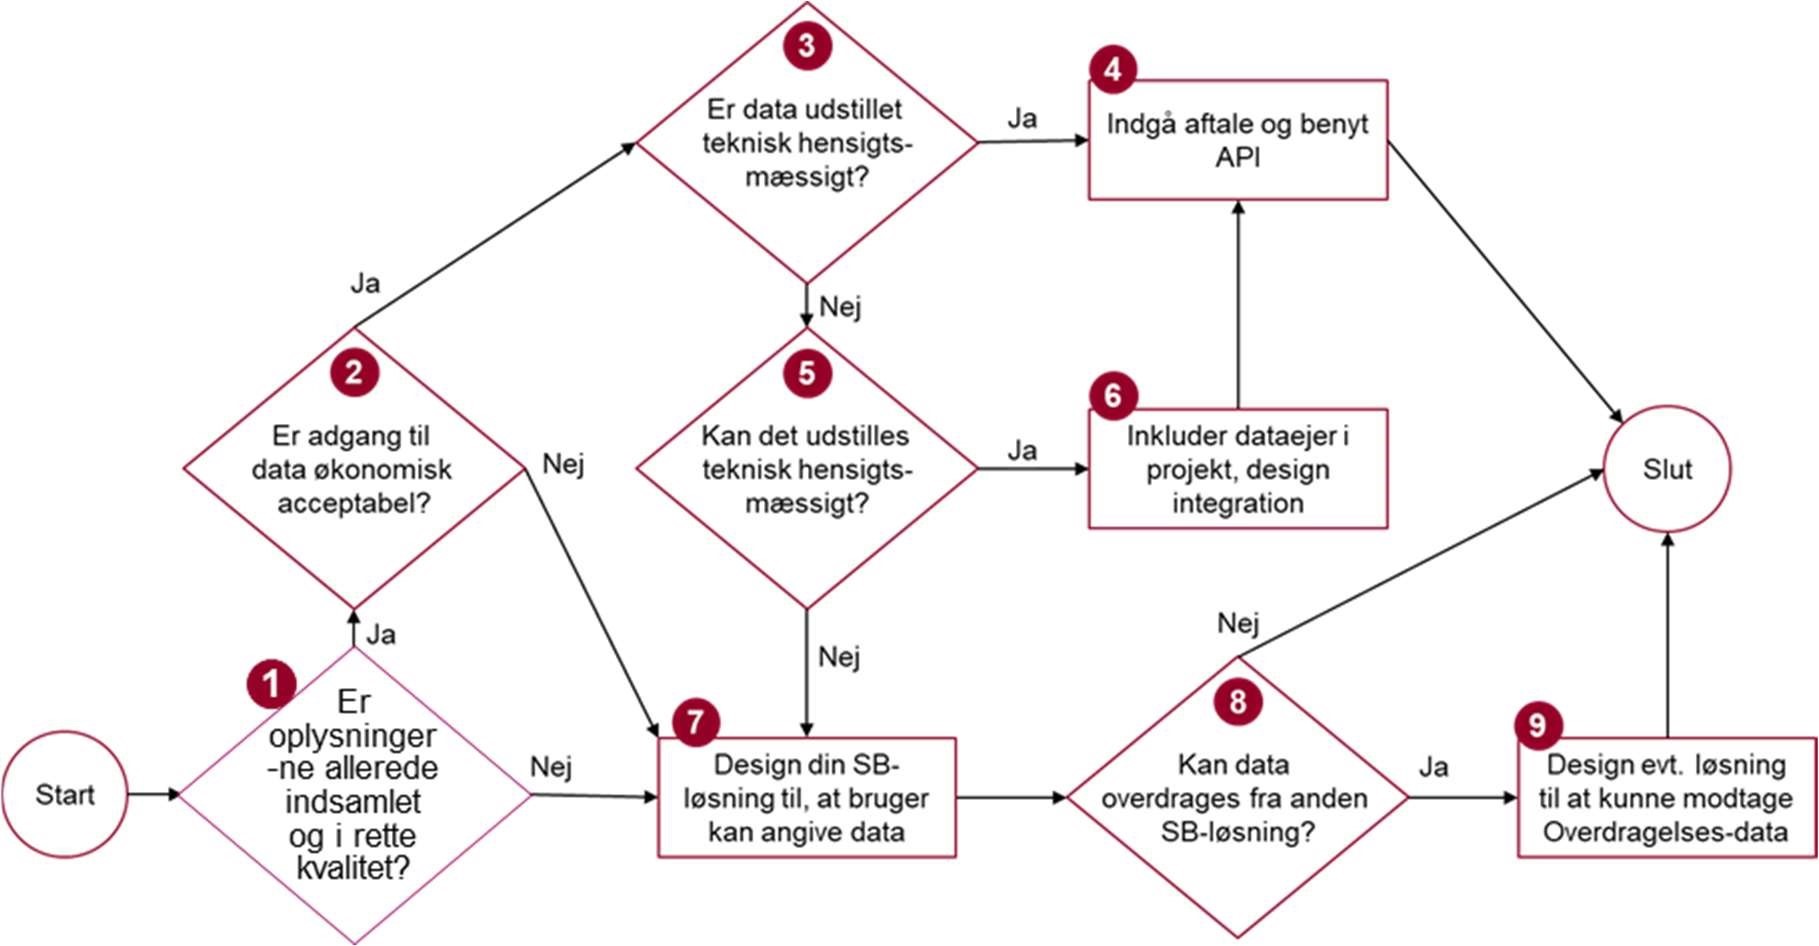 Start
1
Er
oplysninger
-ne allerede
indsamlet
og i rette
kvalitet?
Ja
Nej
2
Er adgang til
data økonomisk
acceptabel?
Ja
Nej
3
Er data udstillet
teknisk hensigts-
mæssigt?
Ja
Nej
4
Indgå aftale og benyt
API
5
Kan det udstilles
teknisk hensigts-
mæssigt?
Ja
Nej
6
Inkluder dataejer i
projekt, design
integration
7
Design din SB-
løsning til, at bruger
kan angive data
8
Kan data
overdrages fra anden
SB-løsning?
Nej
Ja
9
Design evt. løsning
til at kunne modtage
Overdragelses-data
Slut